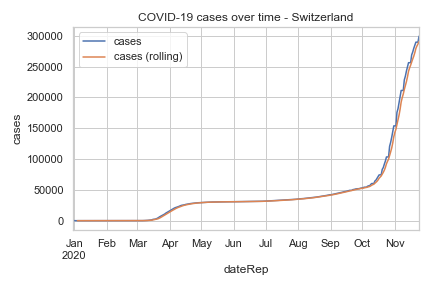 COVID-19 cases over time - Switzerland
cases
cases (rolling)
300000
250000
200000
150000
100000
50000
0
cases
Jan Feb Mar Apr May Jun Jul Aug Sep Oct Nov
2020
dateRep